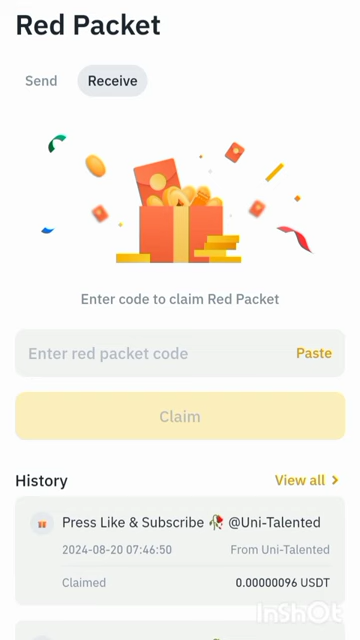 Red Packet
Send Receive
Enter code to claim Red Packet
Enter red packet code Paste
Claim
History View all >
Press Like & Subscribe 🥀 @Uni-Talented
2024-08-20 07:46:50 From Uni-Talented
Claimed 0.00000096 USDT
InShOt